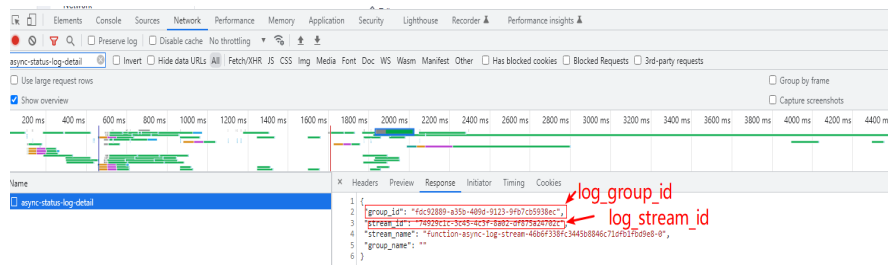 Elements Console Sources Network Performance Memory Application Security Lighthouse Recorder Performance insights
Preserve log Disable cache No throttling
async-status-log-detail Invert Hide data URLs All Fetch/XHR JS CSS Img Media Font Doc WS Wasm Manifest Other Has blocked cookies Blocked Requests 3rd-party requests
Use large request rows Group by frame
Show overview Capture screenshots
200 ms 400 ms 600 ms 800 ms 1000 ms 1200 ms 1400 ms 1600 ms 1800 ms 2000 ms 2200 ms 2400 ms 2600 ms 2800 ms 3000 ms 3200 ms 3400 ms 3600 ms 3800 ms 4000 ms 4200 ms 4400 m
Name × Headers Preview Response Initiator Timing Cookies
async-status-log-detail
1 {
2 "group_id": "fdc92889-a35b-409d-9123-9fb7cb5938ec",
log_group_id
3 "stream_id": "74929c1c-5c45-4c3f-8a02-df875a24702c",
log_stream_id
4 "stream_name": "function-async-log-stream-46b6f338fc3445b8846c71dfb1fbd9e8-0",
5 "group_name": ""
6 }